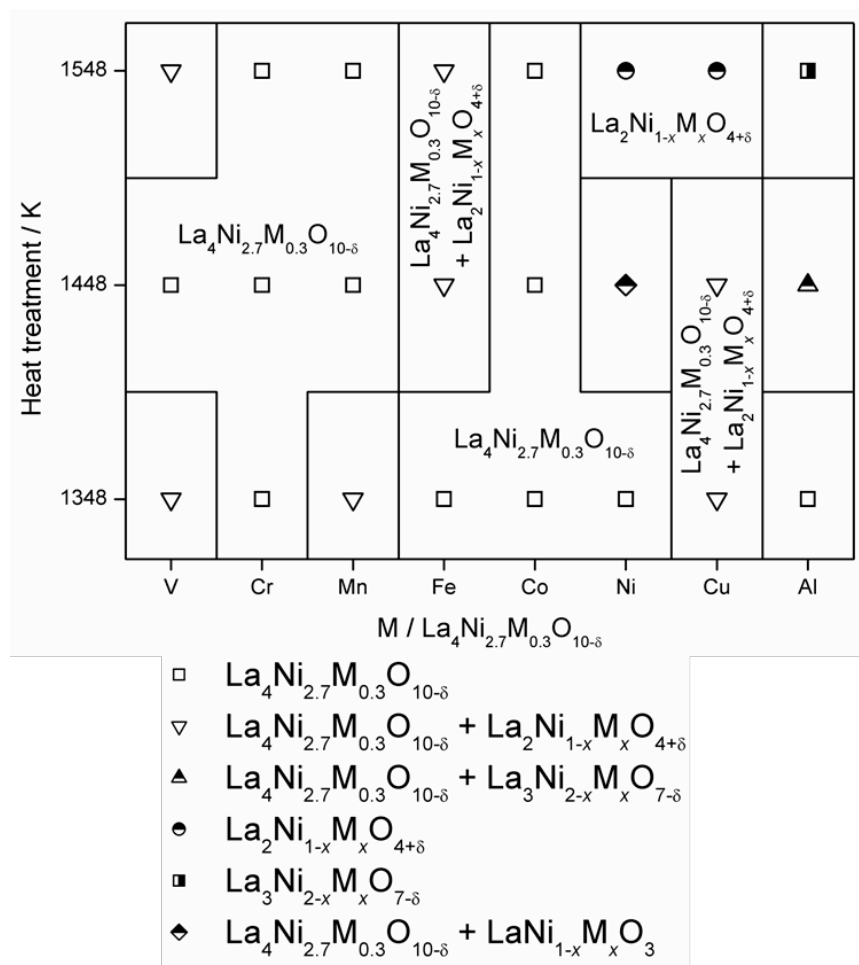 Heat treatment / K
1548
1448
1348
La₂Ni₁₋ₓMₓO₄₊δ
La₄Ni₂.₇M₀.₃O₁₀₋δ
La₄Ni₂.₇M₀.₃O₁₀₋δ
+ La₂Ni₁₋ₓMₓO₄₊δ
La₄Ni₂.₇M₀.₃O₁₀₋δ
+ La₂Ni₁₋ₓMₓO₄₊δ
La₄Ni₂.₇M₀.₃O₁₀₋δ
V Cr Mn Fe Co Ni Cu Al
M / La₄Ni₂.₇M₀.₃O₁₀₋δ
La₄Ni₂.₇M₀.₃O₁₀₋δ
La₄Ni₂.₇M₀.₃O₁₀₋δ + La₂Ni₁₋ₓMₓO₄₊δ
La₄Ni₂.₇M₀.₃O₁₀₋δ + La₃Ni₂₋ₓMₓO₇₋δ
La₂Ni₁₋ₓMₓO₄₊δ
La₃Ni₂₋ₓMₓO₇₋δ
La₄Ni₂.₇M₀.₃O₁₀₋δ + LaNi₁₋ₓMₓO₃